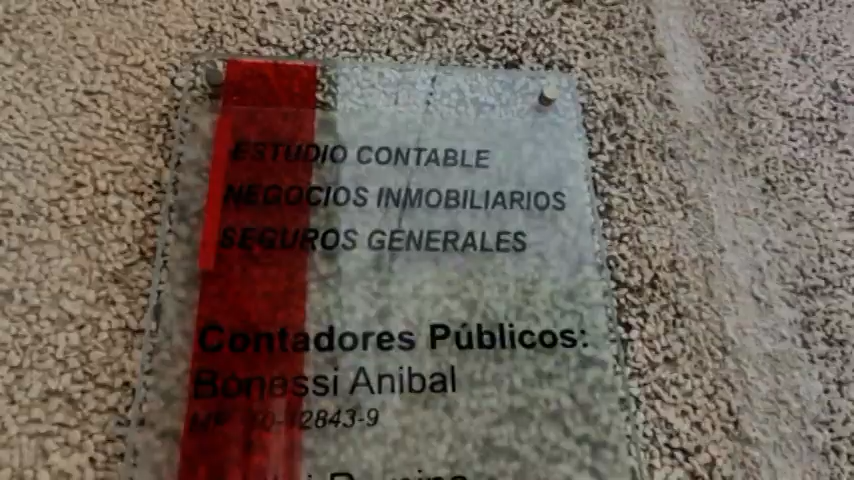 ESTUDIO CONTABLE
NEGOCIOS INMOBILIARIOS
SEGUROS GENERALES
Contadores Públicos:
Bonessi Anibal